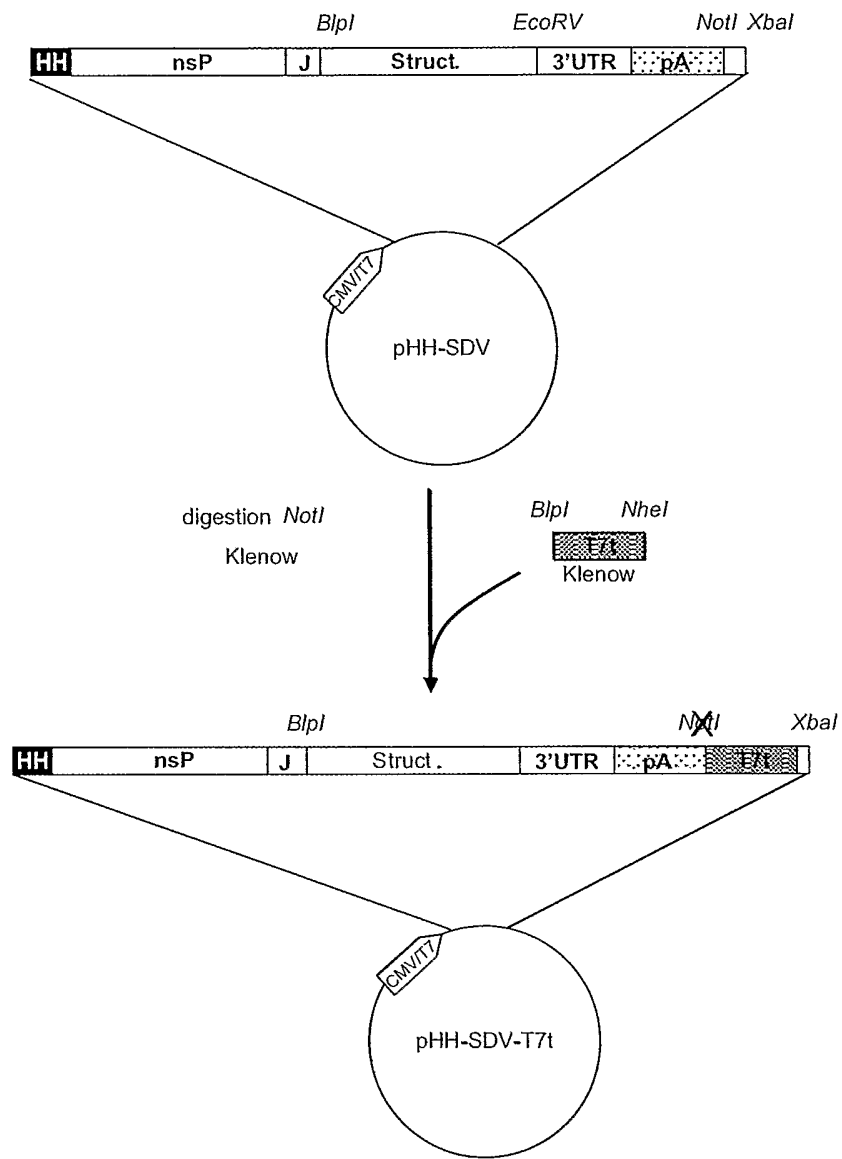 BlpI EcoRV NotI XbaI
HH nsP J Struct. 3'UTR pA
CMV/T7
pHH-SDV
digestion NotI
Klenow
BlpI NheI
T7t
Klenow
BlpI NotI XbaI
HH nsP J Struct. 3'UTR pA T7t
CMV/T7
pHH-SDV-T7t